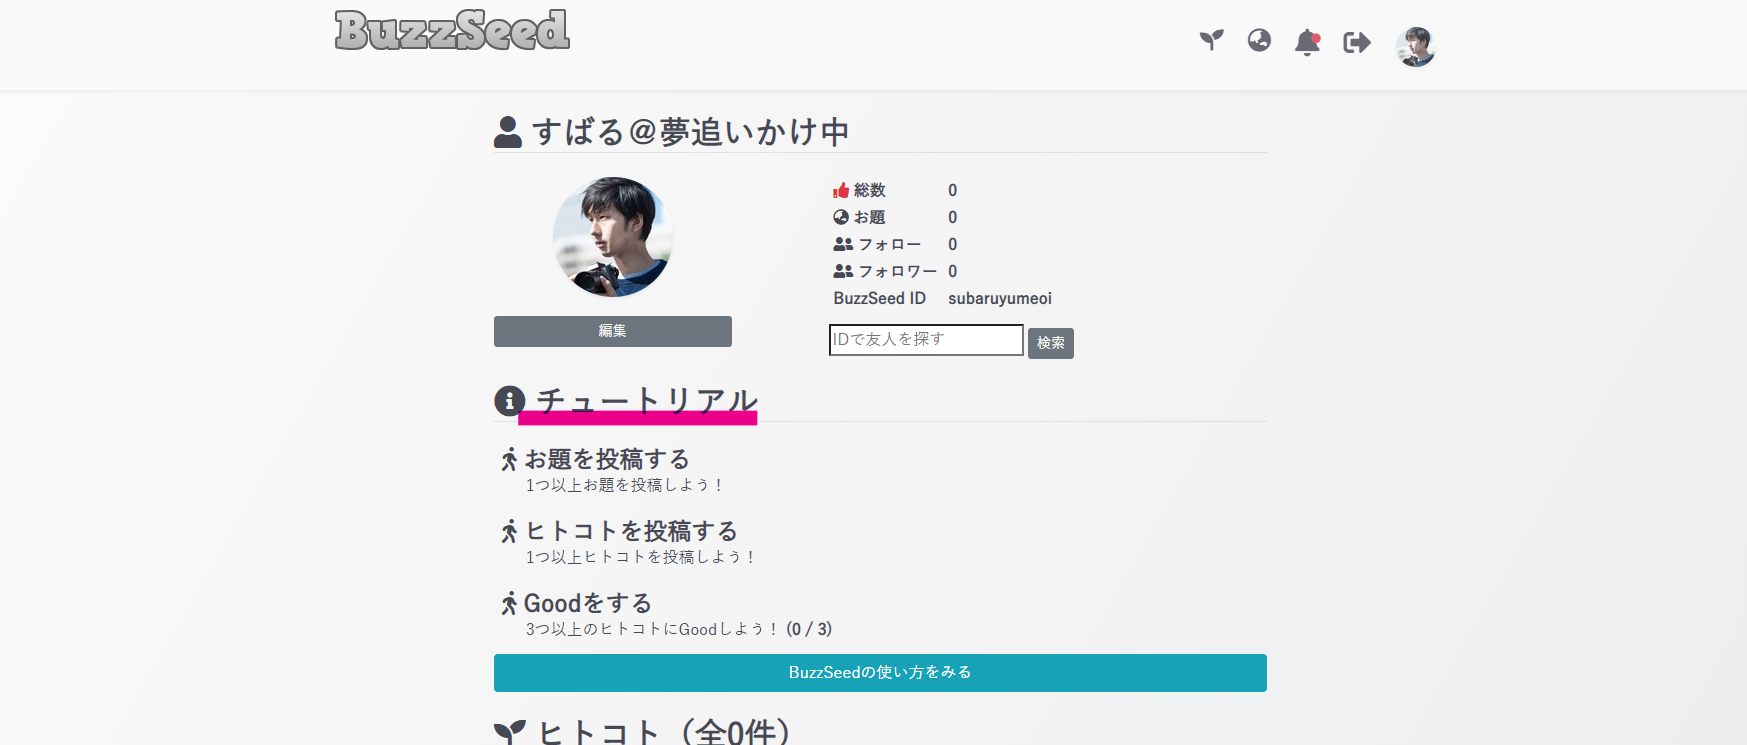 BuzzSeed
すばる＠夢追いかけ中
総数 0
お題 0
フォロー 0
フォロワー 0
BuzzSeed ID subaruyumeoi
編集
IDで友人を探す 検索
チュートリアル
お題を投稿する
1つ以上お題を投稿しよう！
ヒトコトを投稿する
1つ以上ヒトコトを投稿しよう！
Goodをする
3つ以上のヒトコトにGoodしよう！ (0 / 3)
BuzzSeedの使い方をみる
ヒトコト（全0件）